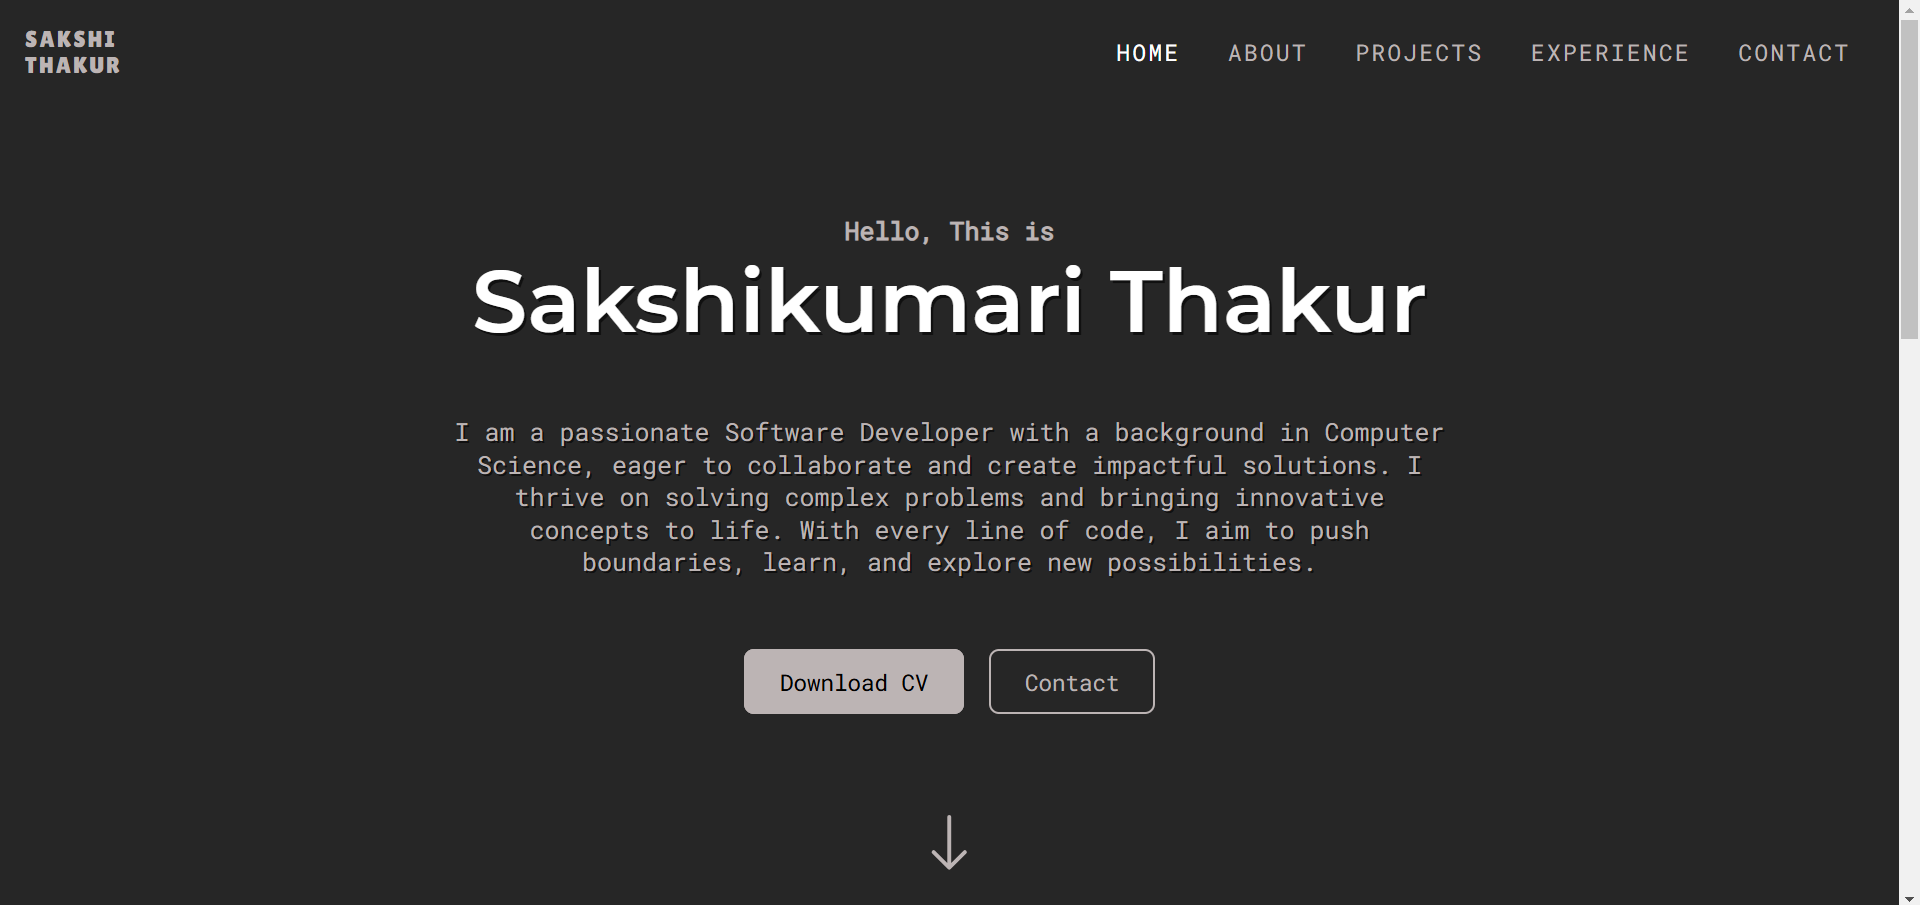 SAKSHI
THAKUR
HOME ABOUT PROJECTS EXPERIENCE CONTACT
Hello, This is
Sakshikumari Thakur
I am a passionate Software Developer with a background in Computer
Science, eager to collaborate and create impactful solutions. I
thrive on solving complex problems and bringing innovative
concepts to life. With every line of code, I aim to push
boundaries, learn, and explore new possibilities.
Download CV Contact